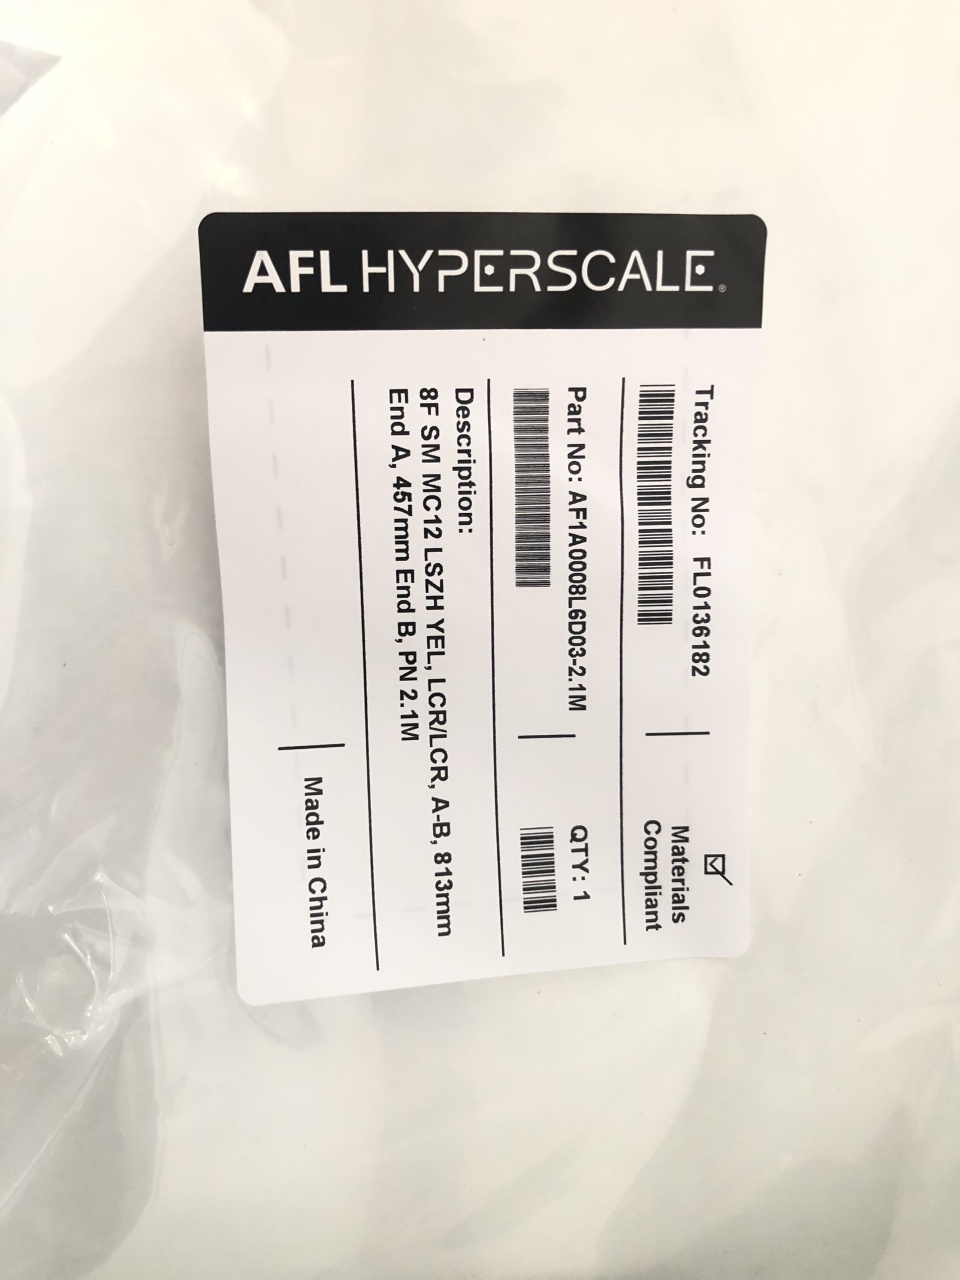 AFL HYPERSCALE®
Tracking No: FL0136182
Materials
Compliant
Part No: AF1A0008L6D03-2.1M
QTY: 1
Description:
8F SM MC12 LSZH YEL, LCR/LCR, A-B, 813mm
End A, 457mm End B, PN 2.1M
Made in China